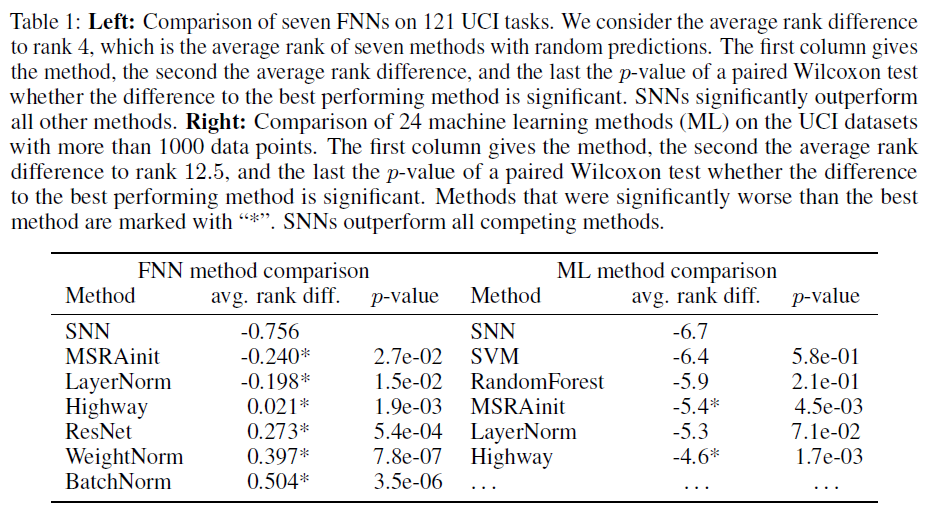 Table 1: Left: Comparison of seven FNNs on 121 UCI tasks. We consider the average rank difference
to rank 4, which is the average rank of seven methods with random predictions. The first column gives
the method, the second the average rank difference, and the last the p-value of a paired Wilcoxon test
whether the difference to the best performing method is significant. SNNs significantly outperform
all other methods. Right: Comparison of 24 machine learning methods (ML) on the UCI datasets
with more than 1000 data points. The first column gives the method, the second the average rank
difference to rank 12.5, and the last the p-value of a paired Wilcoxon test whether the difference
to the best performing method is significant. Methods that were significantly worse than the best
method are marked with “*”. SNNs outperform all competing methods.
FNN method comparison ML method comparison
Method avg. rank diff. p-value Method avg. rank diff. p-value
SNN -0.756 SNN -6.7
MSRAinit -0.240* 2.7e-02 SVM -6.4 5.8e-01
LayerNorm -0.198* 1.5e-02 RandomForest -5.9 2.1e-01
Highway 0.021* 1.9e-03 MSRAinit -5.4* 4.5e-03
ResNet 0.273* 5.4e-04 LayerNorm -5.3 7.1e-02
WeightNorm 0.397* 7.8e-07 Highway -4.6* 1.7e-03
BatchNorm 0.504* 3.5e-06 ... ... ...